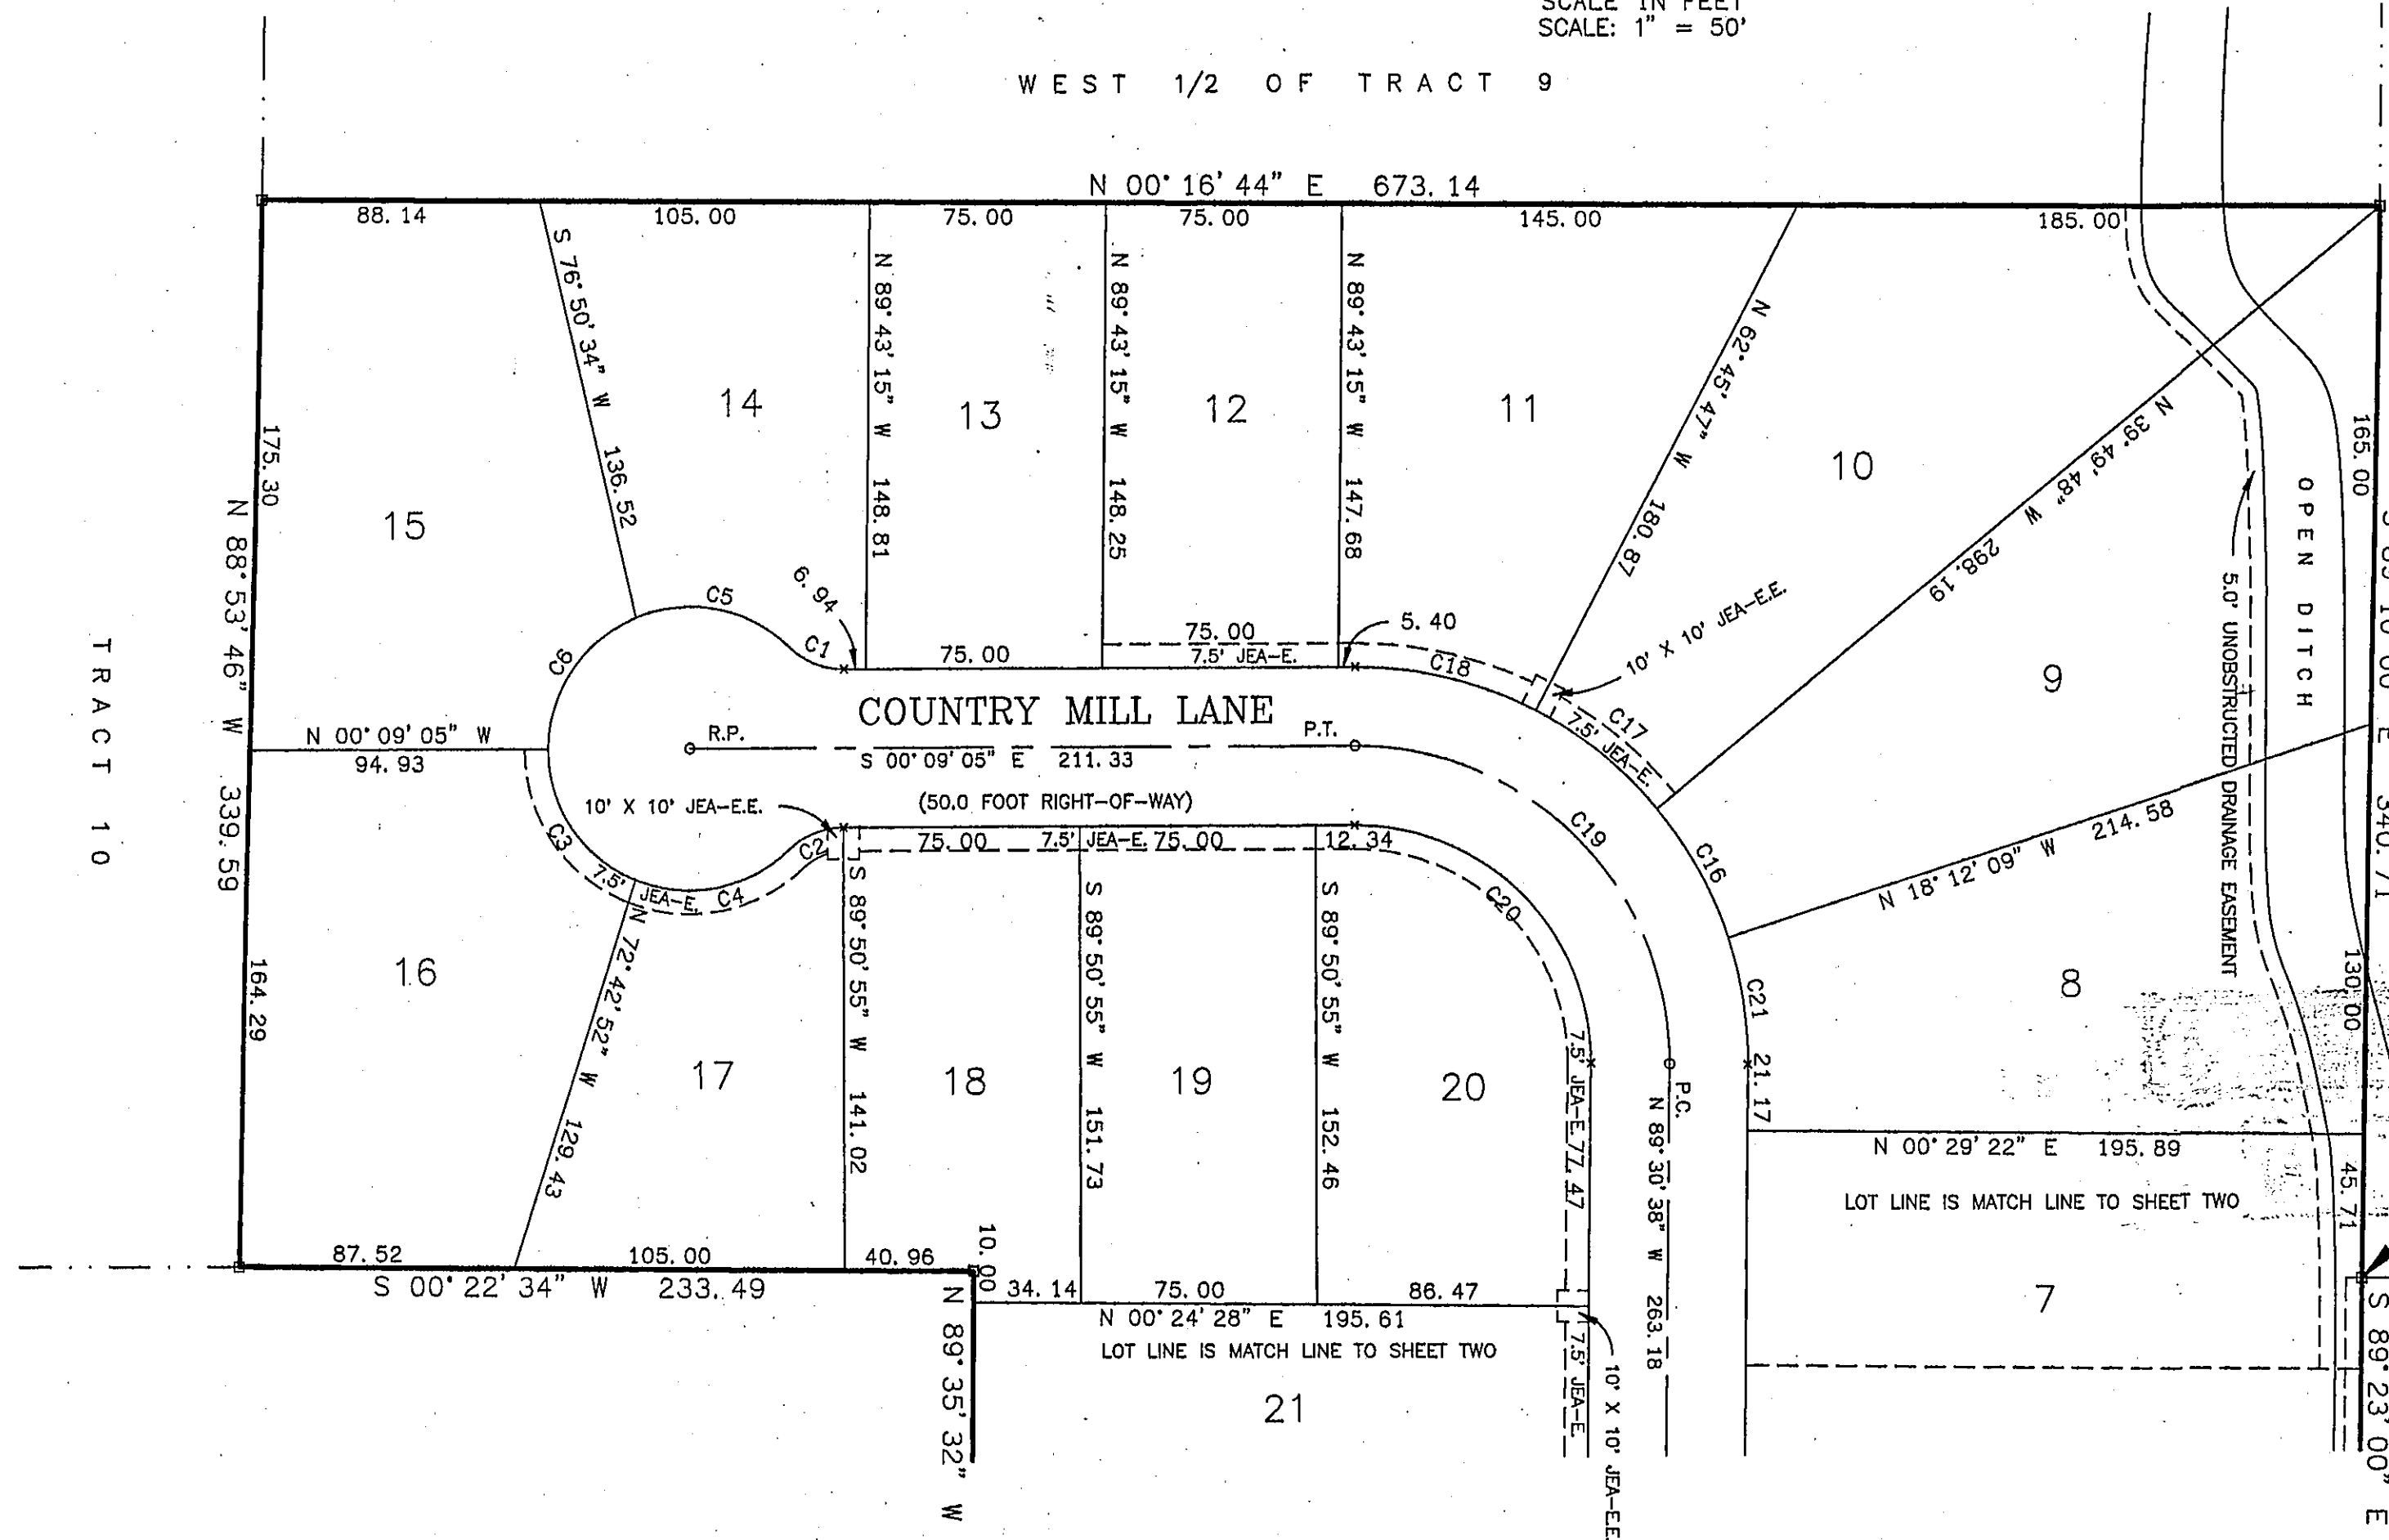 SCALE IN FEET
SCALE: 1" = 50'
WEST 1/2 OF TRACT 9
N 00° 16' 44" E 673.14
88.14
105.00
75.00
75.00
145.00
185.00
S 76° 50' 34" W 136.52
N 89° 43' 15" W 148.81
N 89° 43' 15" W 148.25
N 89° 43' 15" W 147.68
N 62° 45' 47" W 180.87
N 39° 49' 48" W 298.19
165.00
OPEN DITCH
5.0' UNOBSTRUCTED DRAINAGE EASEMENT
14
13
12
11
10
15
9
175.30
N 88° 53' 46" W 339.59
TRACT 10
6.94
C5
C1
C6
75.00
75.00
7.5' JEA-E.
5.40
C18
10' X 10' JEA-E.E.
C17
7.5' JEA-E.
COUNTRY MILL LANE
R.P.
P.T.
S 00° 09' 05" E 211.33
(50.0 FOOT RIGHT-OF-WAY)
N 00° 09' 05" W
94.93
10' X 10' JEA-E.E.
C2
C3
7.5' JEA-E.
C4
75.00
7.5' JEA-E.
75.00
12.34
C19
C16
C20
N 18° 12' 09" W 214.58
340.71 E
16
164.29
N 72° 42' 52" W 129.43
17
S 89° 50' 55" W 141.02
18
S 89° 50' 55" W 151.73
19
S 89° 50' 55" W 152.46
20
7.5' JEA-E.
77.47
C21
21.17
P.C.
N 89° 30' 38" W 263.18
8
130.00
N 00° 29' 22" E 195.89
LOT LINE IS MATCH LINE TO SHEET TWO
45.71
7
87.52
105.00
40.96
S 00° 22' 34" W 233.49
10.00
34.14
75.00
86.47
N 00° 24' 28" E 195.61
LOT LINE IS MATCH LINE TO SHEET TWO
N 89° 35' 32" W
21
7.5' JEA-E.
10' X 10' JEA-E.E.
S 89° 23' 00" E